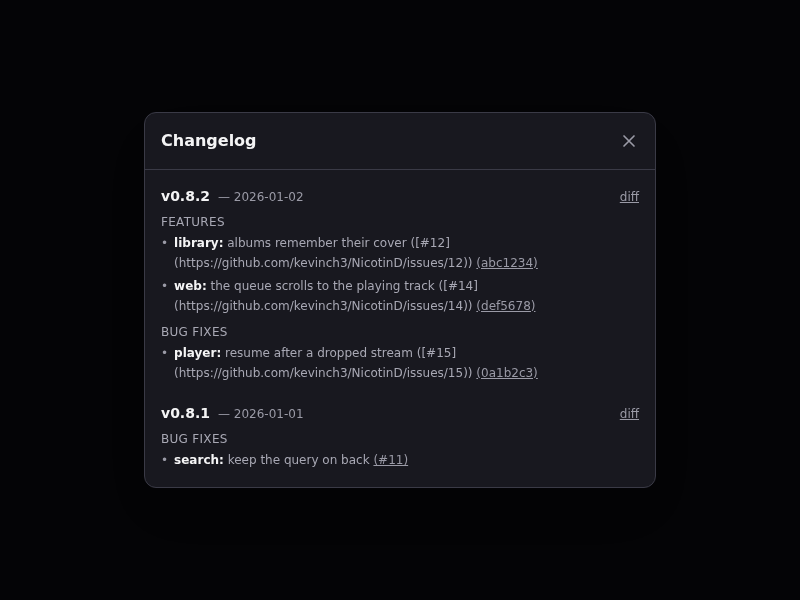 Changelog
v0.8.2 — 2026-01-02 diff
FEATURES
• library: albums remember their cover ([#12]
(https://github.com/kevinch3/NicotinD/issues/12)) (abc1234)
• web: the queue scrolls to the playing track ([#14]
(https://github.com/kevinch3/NicotinD/issues/14)) (def5678)
BUG FIXES
• player: resume after a dropped stream ([#15]
(https://github.com/kevinch3/NicotinD/issues/15)) (0a1b2c3)
v0.8.1 — 2026-01-01 diff
BUG FIXES
• search: keep the query on back (#11)